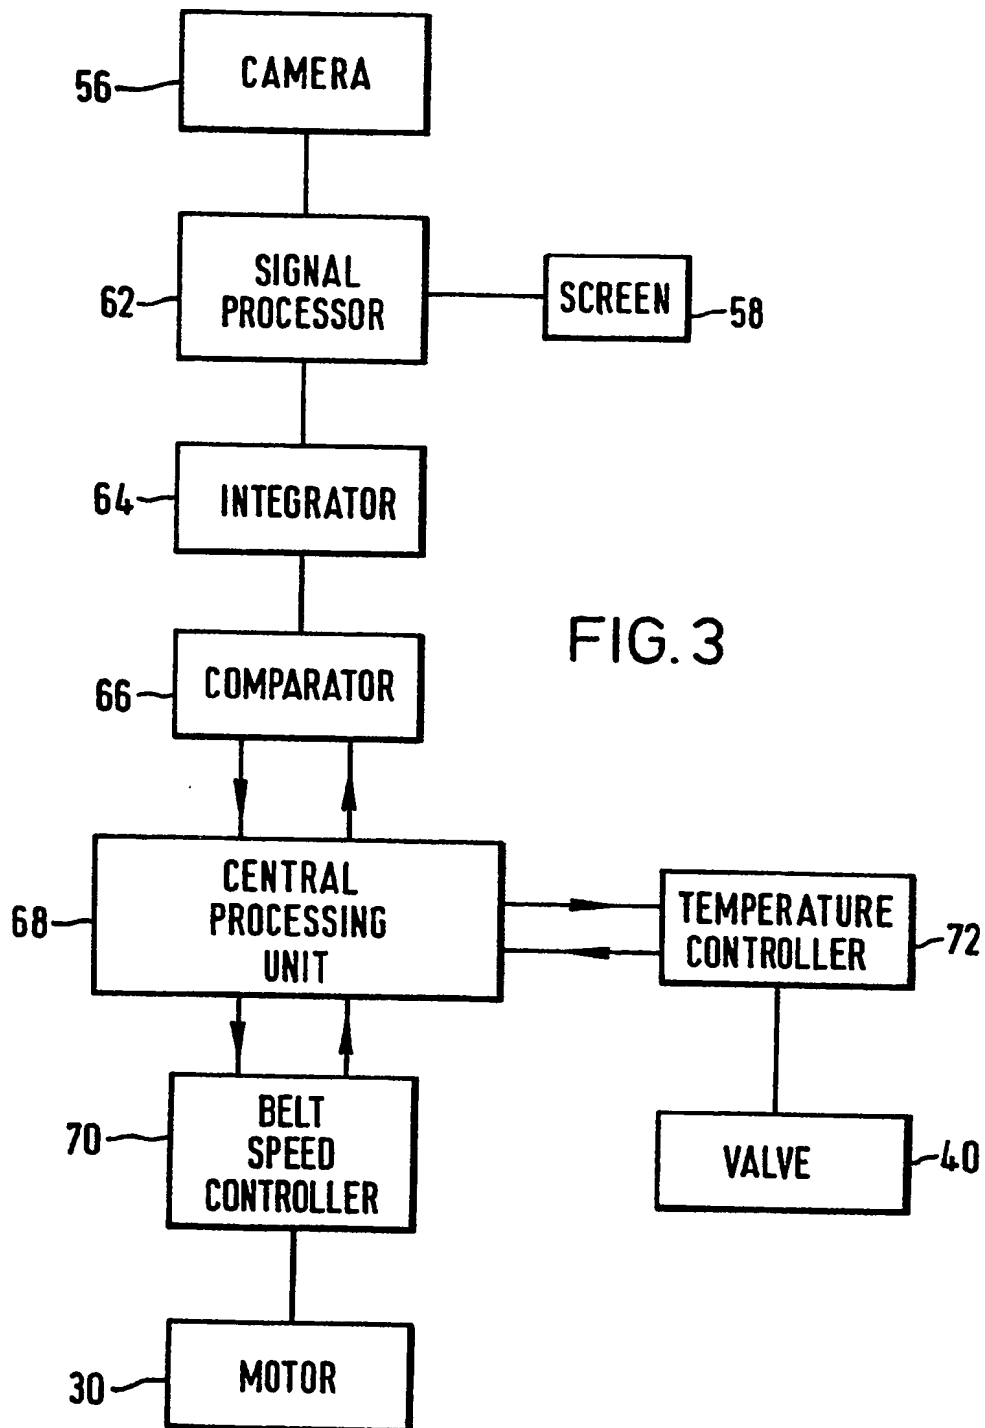 CAMERA
56
SIGNAL
PROCESSOR
62
SCREEN
58
INTEGRATOR
64
COMPARATOR
66
FIG. 3
CENTRAL
PROCESSING
UNIT
68
TEMPERATURE
CONTROLLER
72
BELT
SPEED
CONTROLLER
70
VALVE
40
MOTOR
30